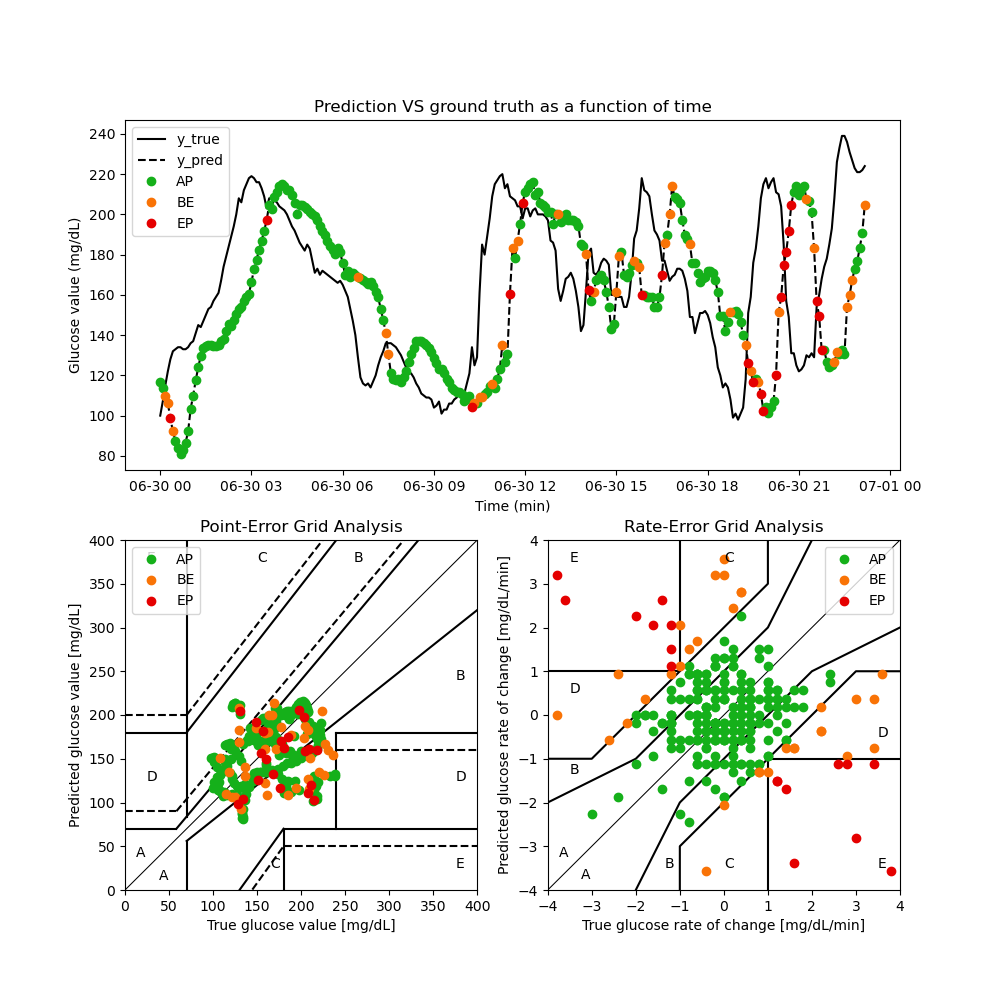 Prediction VS ground truth as a function of time
Glucose value (mg/dL)
240
220
200
180
160
140
120
100
80
y_true
y_pred
AP
BE
EP
06-30 00
06-30 03
06-30 06
06-30 09
06-30 12
06-30 15
06-30 18
06-30 21
07-01 00
Time (min)
Point-Error Grid Analysis
Predicted glucose value [mg/dL]
400
350
300
250
200
150
100
50
0
AP
BE
EP
C
B
B
D
D
A
A
C
E
0
50
100
150
200
250
300
350
400
True glucose value [mg/dL]
Rate-Error Grid Analysis
Predicted glucose rate of change [mg/dL/min]
4
3
2
1
0
−1
−2
−3
−4
E
C
AP
BE
EP
D
D
B
A
A
B
C
E
−4
−3
−2
−1
0
1
2
3
4
True glucose rate of change [mg/dL/min]